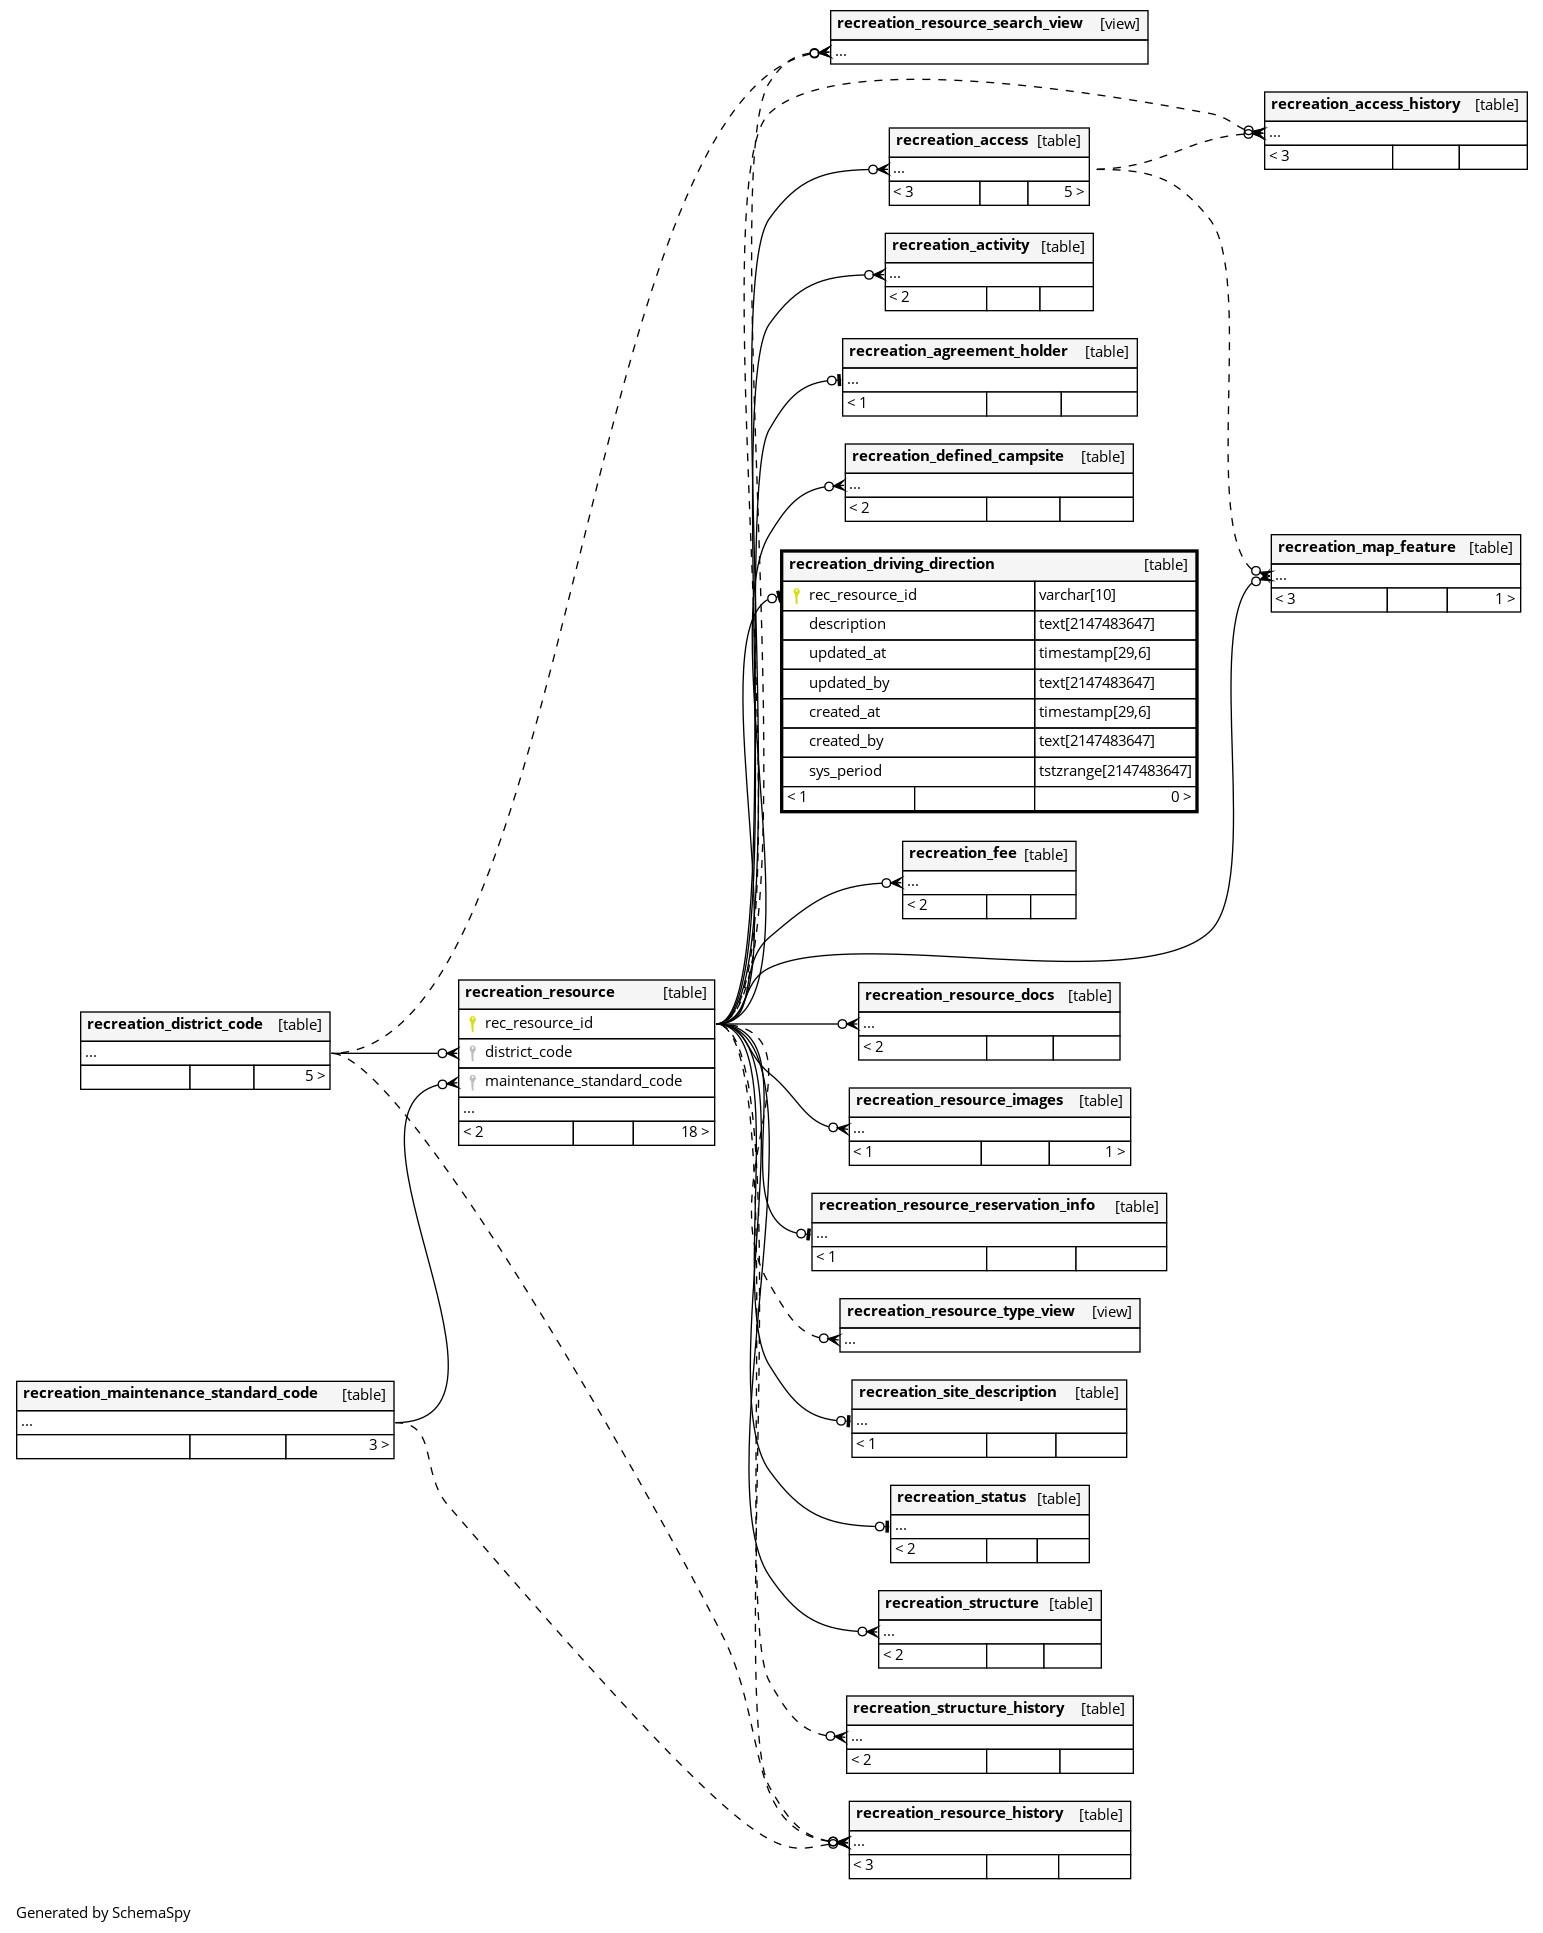 recreation_resource_search_view [view]
...
recreation_access_history [table]
...
< 3
recreation_access [table]
...
< 3 5 >
recreation_activity [table]
...
< 2
recreation_agreement_holder [table]
...
< 1
recreation_defined_campsite [table]
...
< 2
recreation_map_feature [table]
...
< 3 1 >
recreation_driving_direction [table]
rec_resource_id varchar[10]
description text[2147483647]
updated_at timestamp[29,6]
updated_by text[2147483647]
created_at timestamp[29,6]
created_by text[2147483647]
sys_period tstzrange[2147483647]
< 1 0 >
recreation_fee [table]
...
< 2
recreation_resource [table]
rec_resource_id
district_code
maintenance_standard_code
...
< 2 18 >
recreation_district_code [table]
...
5 >
recreation_resource_docs [table]
...
< 2
recreation_resource_images [table]
...
< 1 1 >
recreation_resource_reservation_info [table]
...
< 1
recreation_resource_type_view [view]
...
recreation_maintenance_standard_code [table]
...
3 >
recreation_site_description [table]
...
< 1
recreation_status [table]
...
< 2
recreation_structure [table]
...
< 2
recreation_structure_history [table]
...
< 2
recreation_resource_history [table]
...
< 3
Generated by SchemaSpy